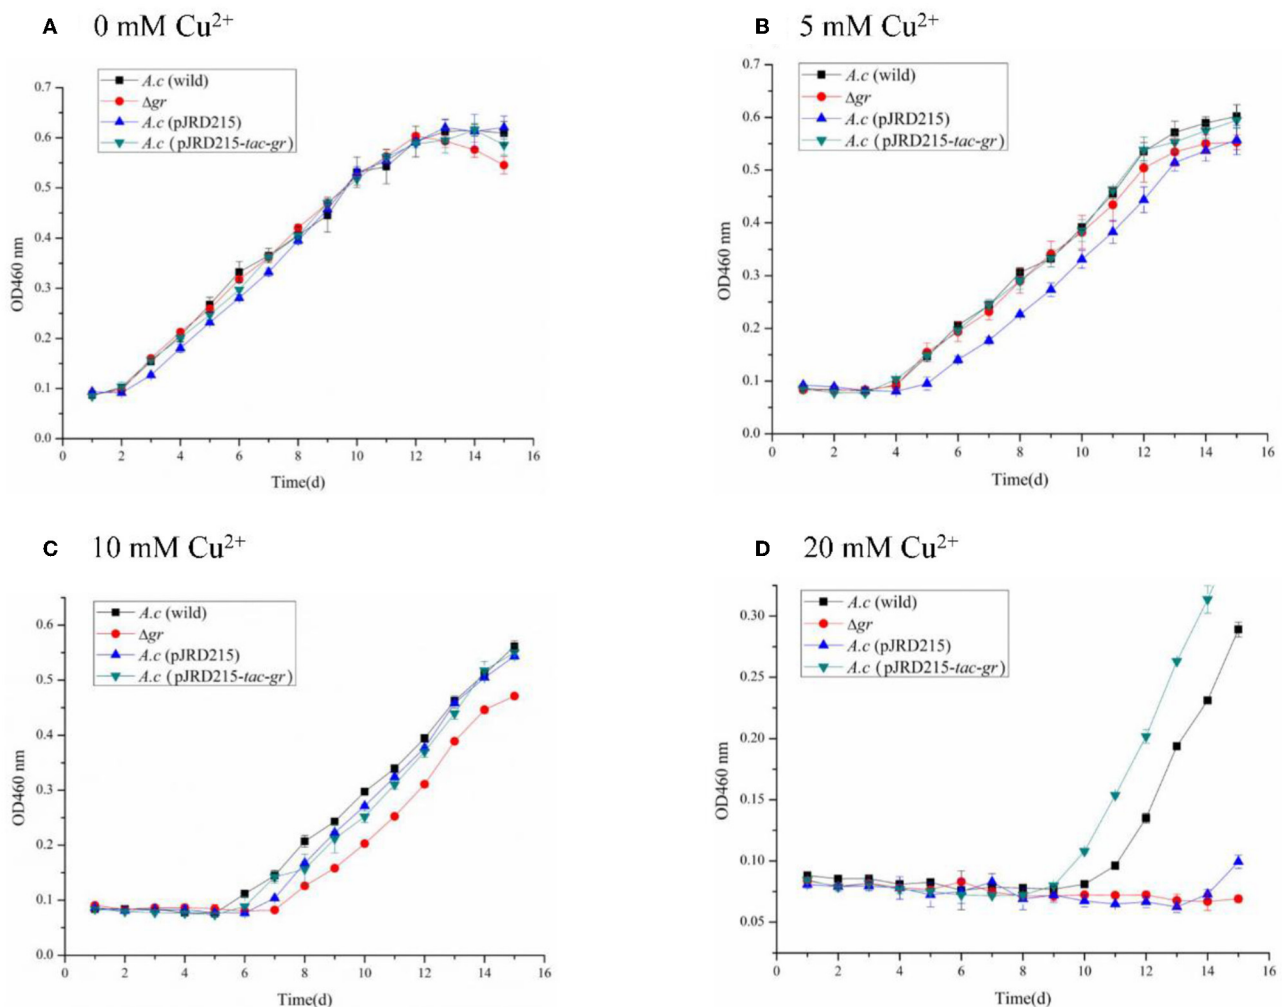 A 0 mM Cu²⁺
A.c (wild)
Δgr
A.c (pJRD215)
A.c (pJRD215-tac-gr)
0.7
0.6
0.5
0.4
0.3
0.2
0.1
0.0
OD460 nm
0 2 4 6 8 10 12 14 16
Time(d)
B 5 mM Cu²⁺
A.c (wild)
Δgr
A.c (pJRD215)
A.c (pJRD215-tac-gr)
0.7
0.6
0.5
0.4
0.3
0.2
0.1
0.0
OD460 nm
0 2 4 6 8 10 12 14 16
Time(d)
C 10 mM Cu²⁺
A.c (wild)
Δgr
A.c (pJRD215)
A.c (pJRD215-tac-gr)
0.6
0.5
0.4
0.3
0.2
0.1
0.0
OD460 nm
0 2 4 6 8 10 12 14 16
Time(d)
D 20 mM Cu²⁺
A.c (wild)
Δgr
A.c (pJRD215)
A.c (pJRD215-tac-gr)
0.30
0.25
0.20
0.15
0.10
0.05
OD460 nm
0 2 4 6 8 10 12 14 16
Time(d)